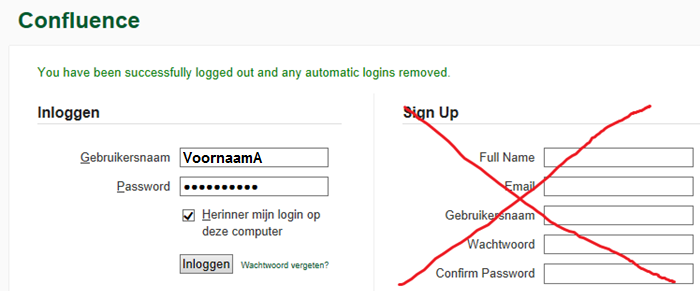 Confluence
You have been successfully logged out and any automatic logins removed.
Inloggen
Gebruikersnaam VoornaamA
Password ••••••••••
Herinner mijn login op
deze computer
Inloggen Wachtwoord vergeten?
Sign Up
Full Name
Email
Gebruikersnaam
Wachtwoord
Confirm Password